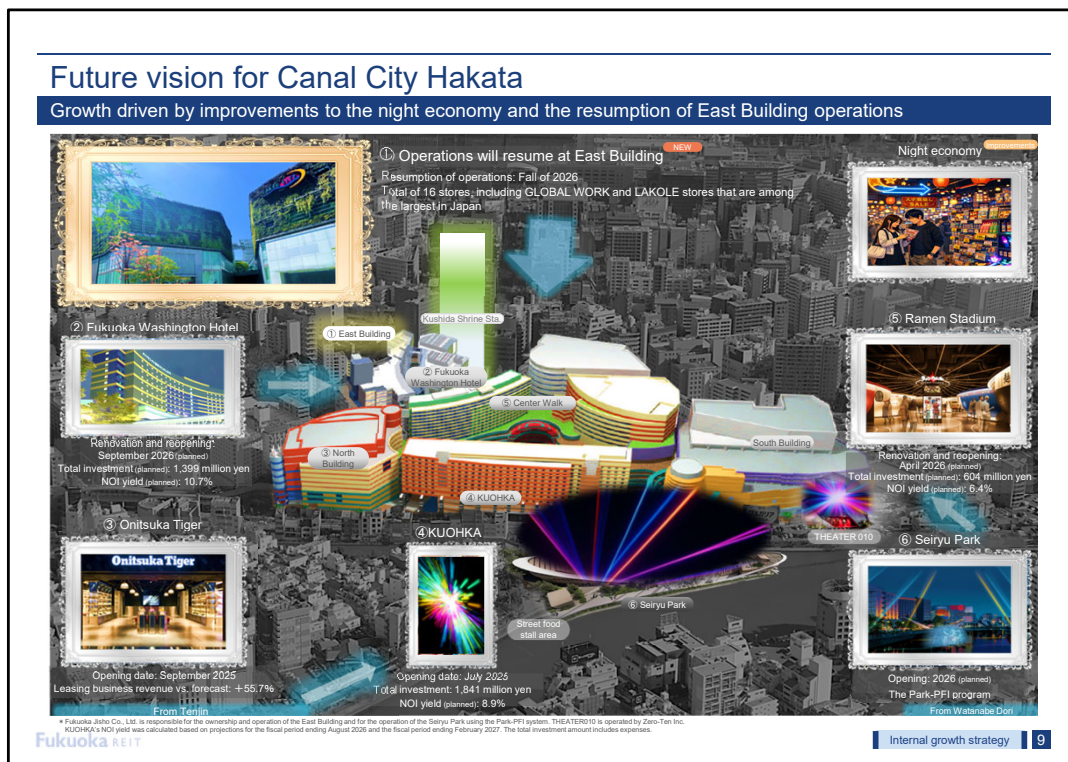 Future vision for Canal City Hakata
Growth driven by improvements to the night economy and the resumption of East Building operations
① Operations will resume at East Building
NEW
Resumption of operations: Fall of 2026
Total of 16 stores, including GLOBAL WORK and LAKOLE stores that are among
the largest in Japan
Night economy
improvements
SALE
② Fukuoka Washington Hotel
Renovation and reopening:
September 2026 (planned)
Total investment (planned): 1,399 million yen
NOI yield (planned): 10.7%
Kushida Shrine Sta.
① East Building
② Fukuoka
Washington Hotel
⑤ Center Walk
③ North
Building
④ KUOHKA
South Building
THEATER 010
⑥ Seiryu Park
Street food
stall area
⑤ Ramen Stadium
Renovation and reopening:
April 2026 (planned)
Total investment (planned): 604 million yen
NOI yield (planned): 6.4%
③ Onitsuka Tiger
Onitsuka Tiger
Opening date: September 2025
Leasing business revenue vs. forecast: +55.7%
From Tenjin
④KUOHKA
Opening date: July 2025
Total investment: 1,841 million yen
NOI yield (planned): 8.9%
⑥ Seiryu Park
Opening: 2026 (planned)
The Park-PFI program
From Watanabe Dori
* Fukuoka Jisho Co., Ltd. is responsible for the ownership and operation of the East Building and for the operation of the Seiryu Park using the Park-PFI system. THEATER010 is operated by Zero-Ten Inc.
KUOHKA's NOI yield was calculated based on projections for the fiscal period ending August 2026 and the fiscal period ending February 2027. The total investment amount includes expenses.
Fukuoka REIT
Internal growth strategy
9